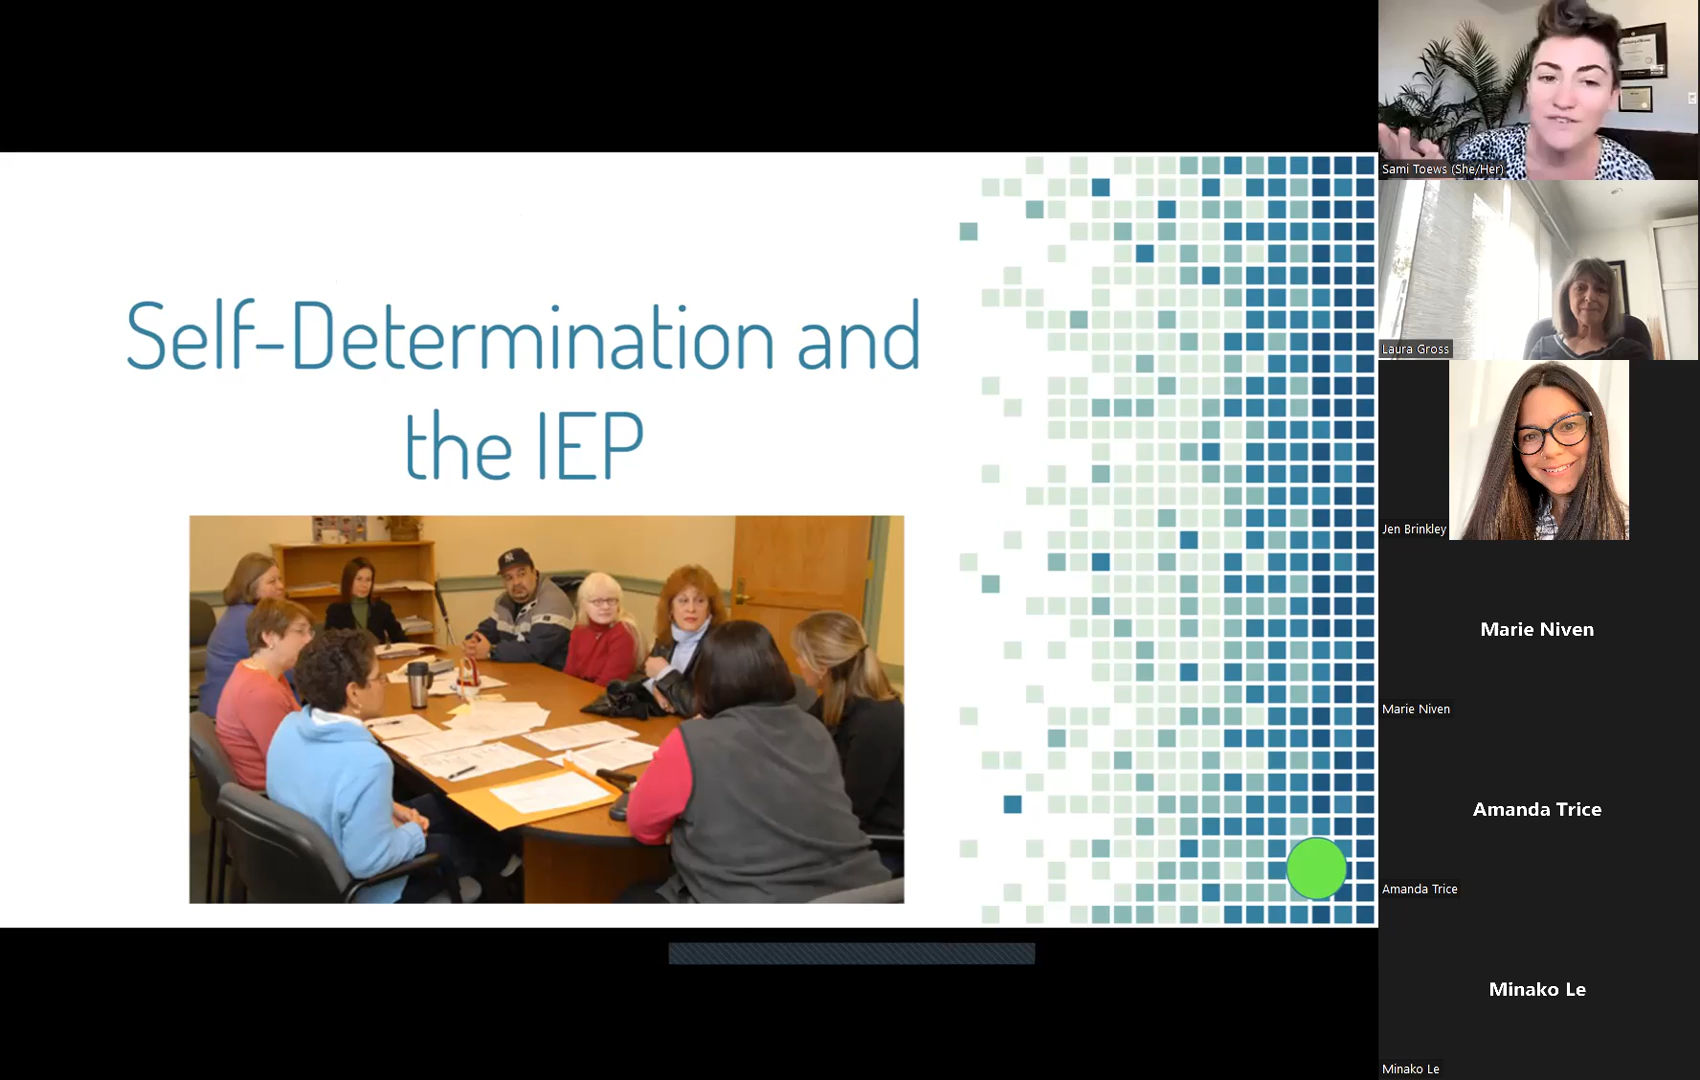 Self-Determination and
the IEP
Sami Toews (She/Her)
Laura Gross
Jen Brinkley
Marie Niven
Marie Niven
Amanda Trice
Amanda Trice
Minako Le
Minako Le